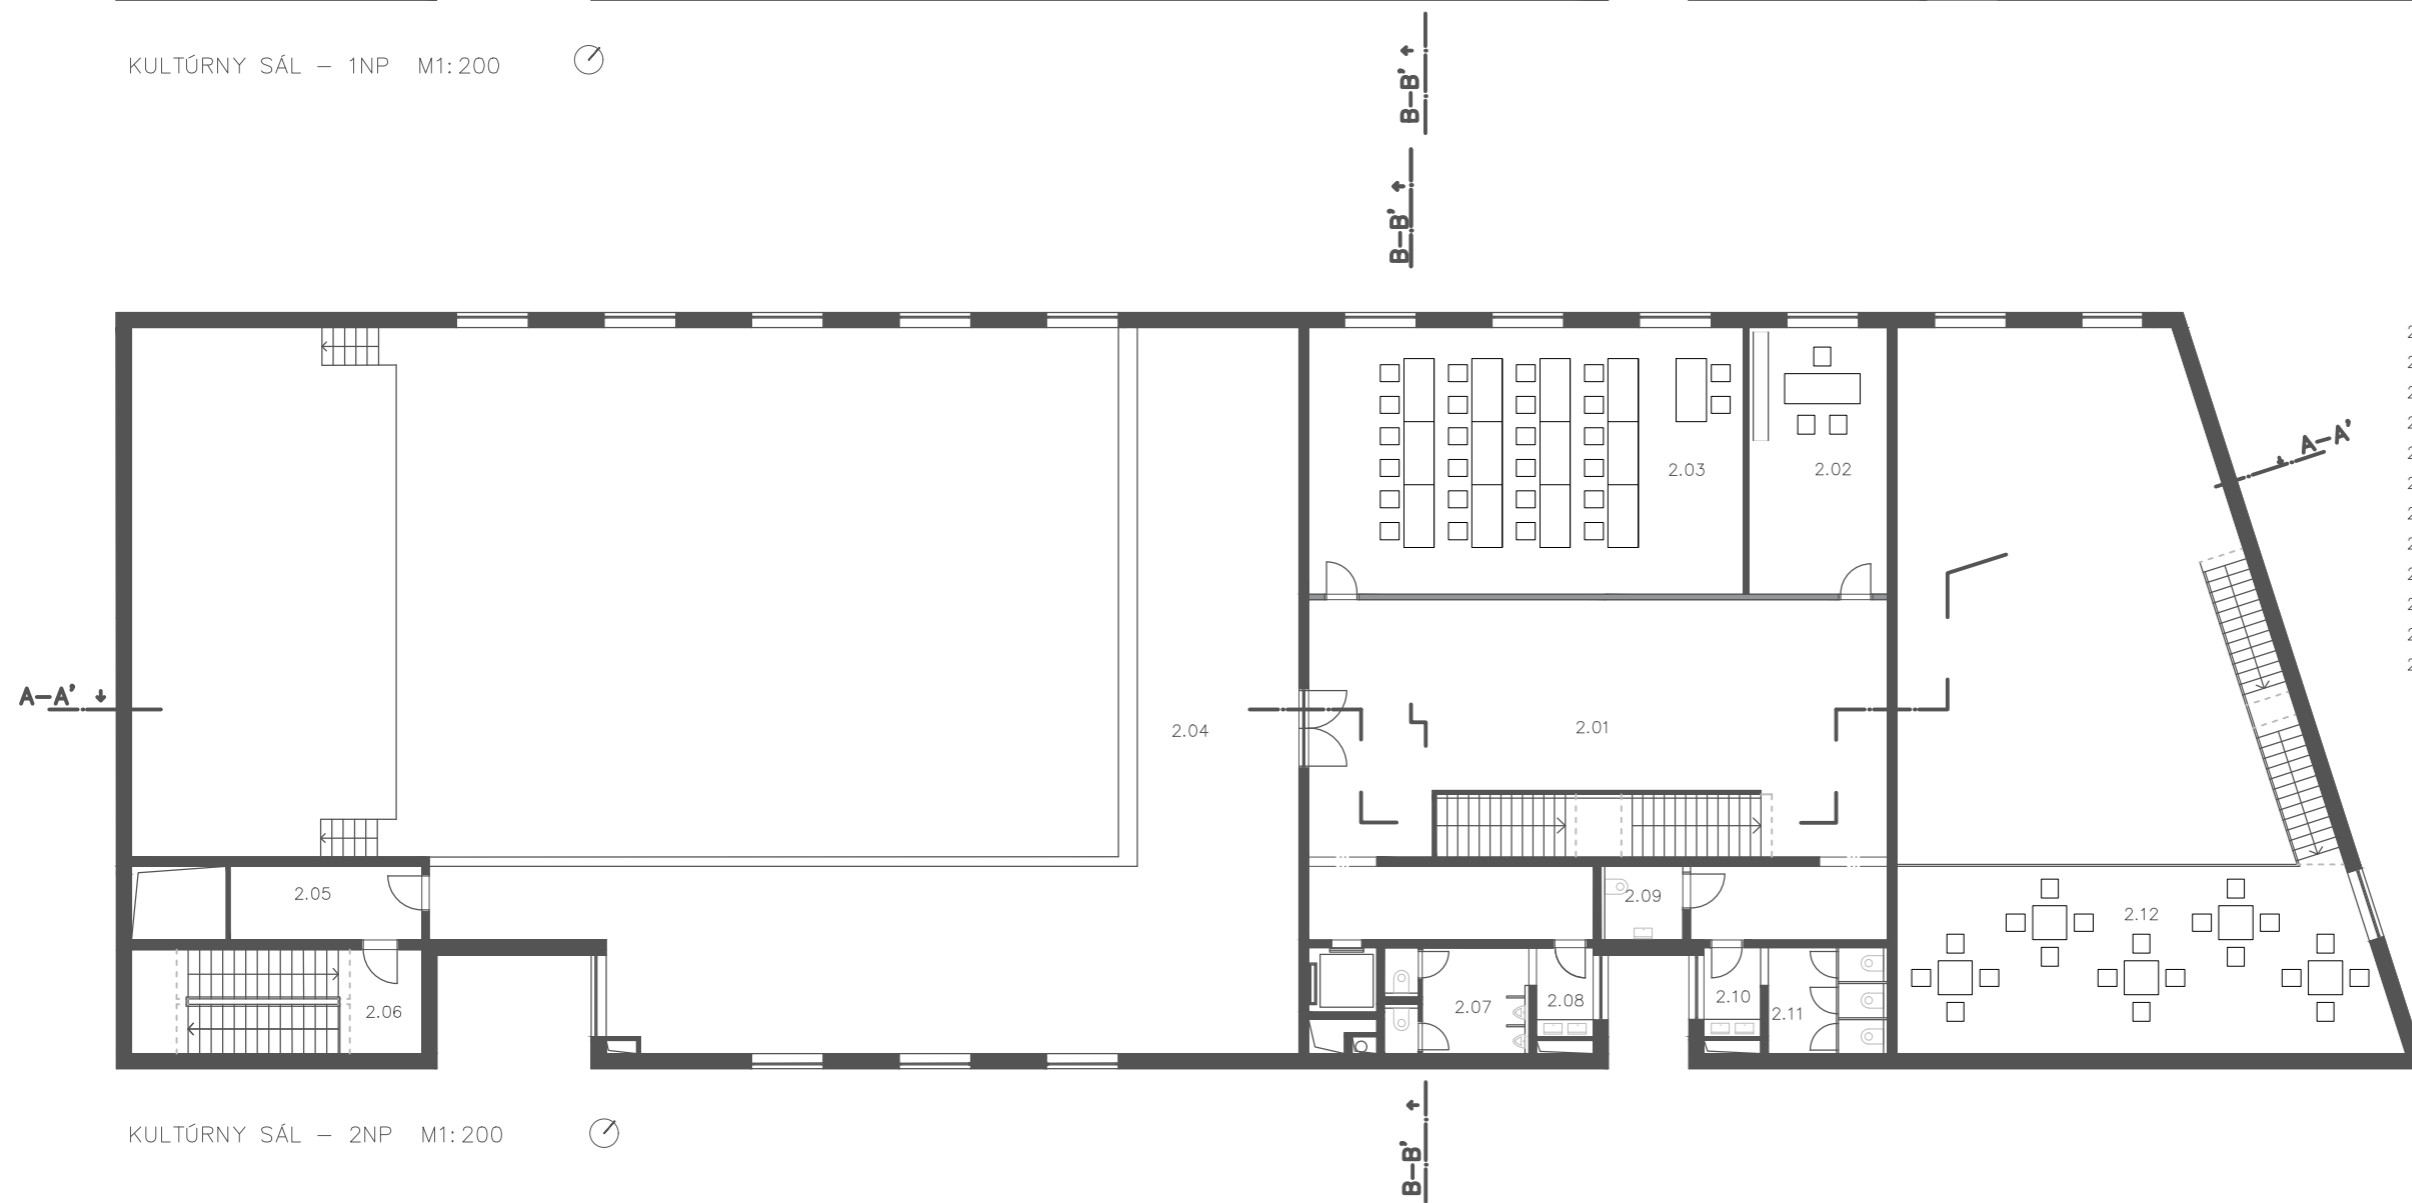 KULTÚRNY SÁL – 1NP M1:200
B–B'
B–B'
2.03
2.02
A–A'
A–A'
2.04
2.01
2.05
2.09
2.12
2.06
2.07
2.08
2.10
2.11
KULTÚRNY SÁL – 2NP M1:200
B–B'